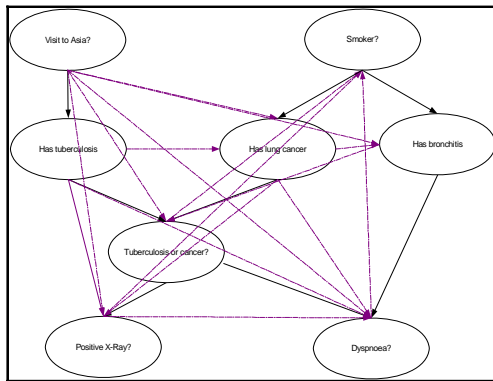 Visit to Asia?
Smoker?
Has tuberculosis
Has lung cancer
Has bronchitis
Tuberculosis or cancer?
Positive X-Ray?
Dyspnoea?